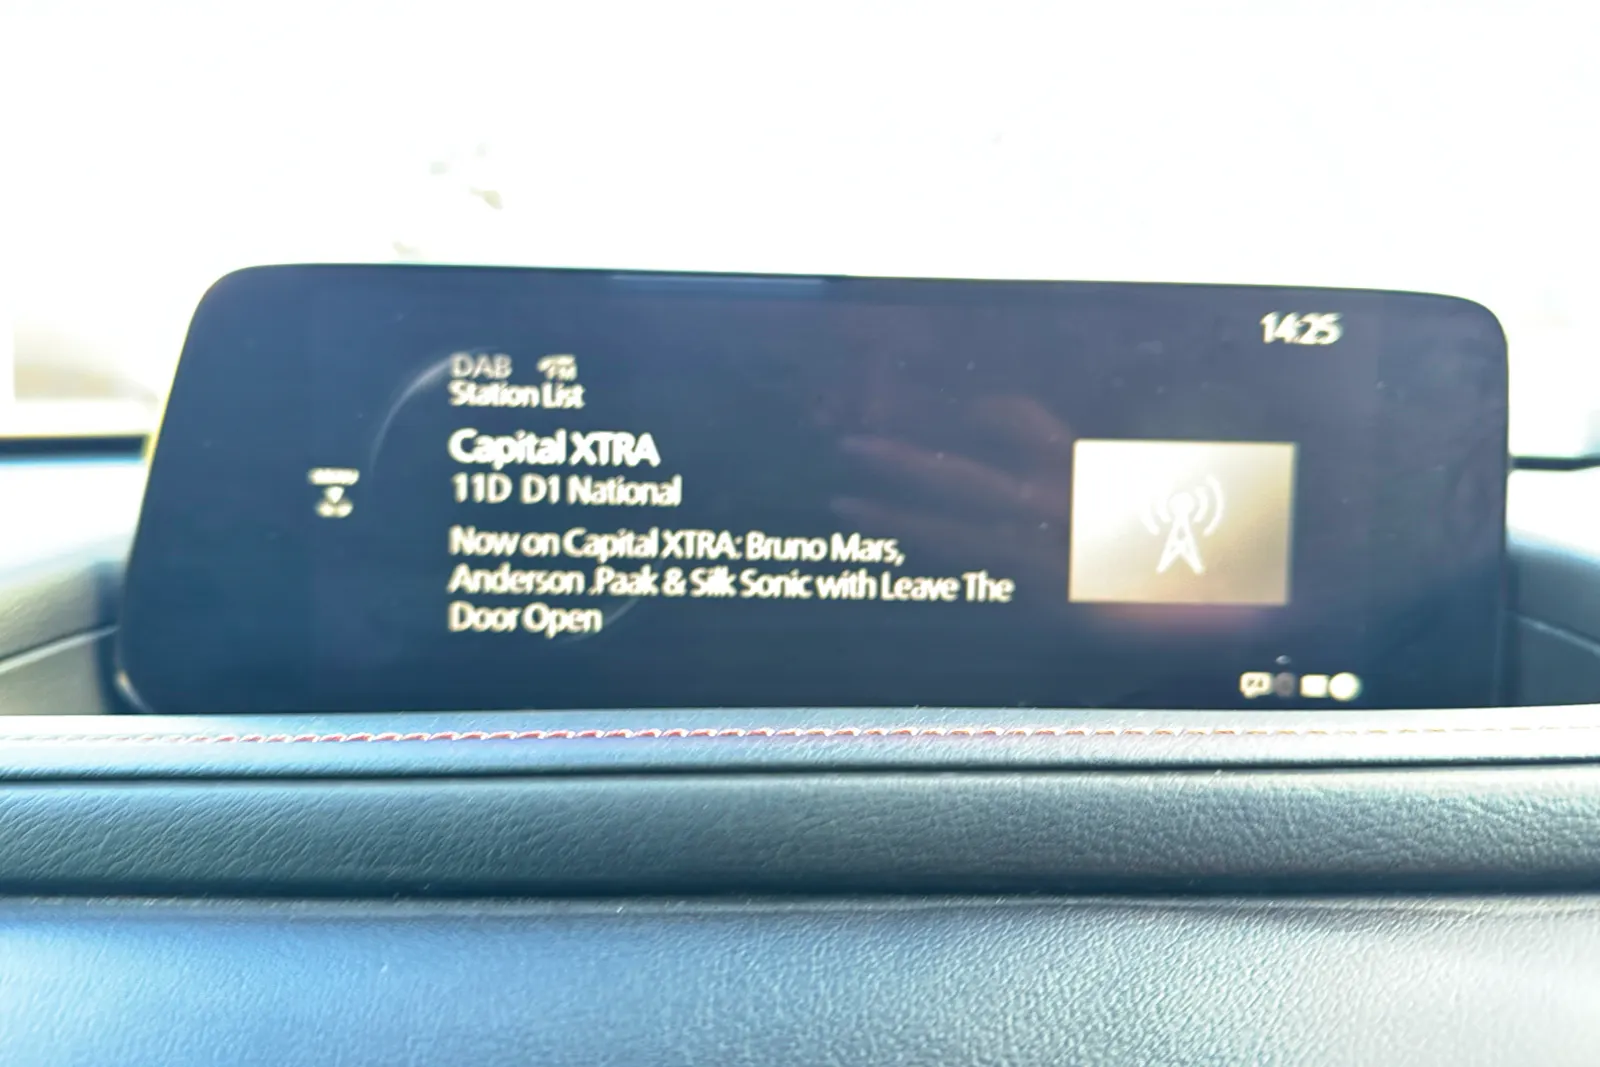 14:25
DAB
Station List
Capital XTRA
11D D1 National
Now on Capital XTRA: Bruno Mars,
Anderson .Paak & Silk Sonic with Leave The
Door Open